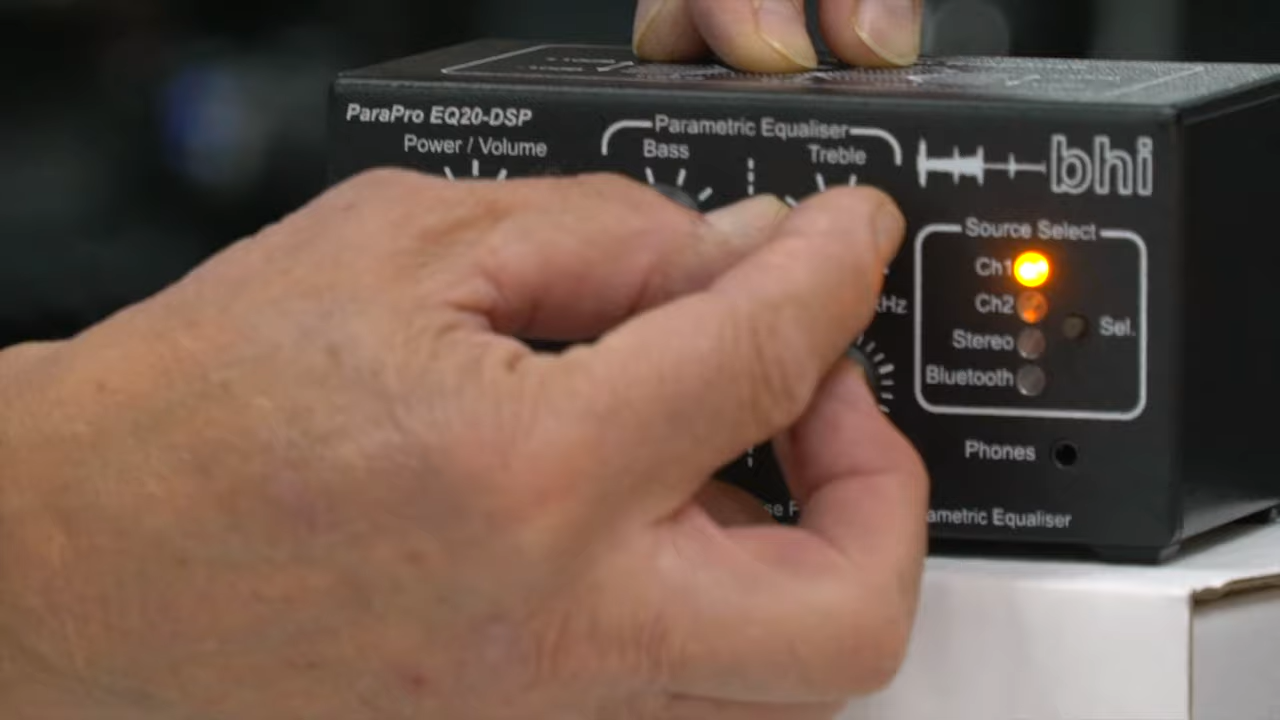 ParaPro EQ20-DSP
Power / Volume
Parametric Equaliser
Bass
Treble
bhi
Source Select
Ch1
Ch2
Sel.
Stereo
Bluetooth
kHz
Phones
ametric Equaliser